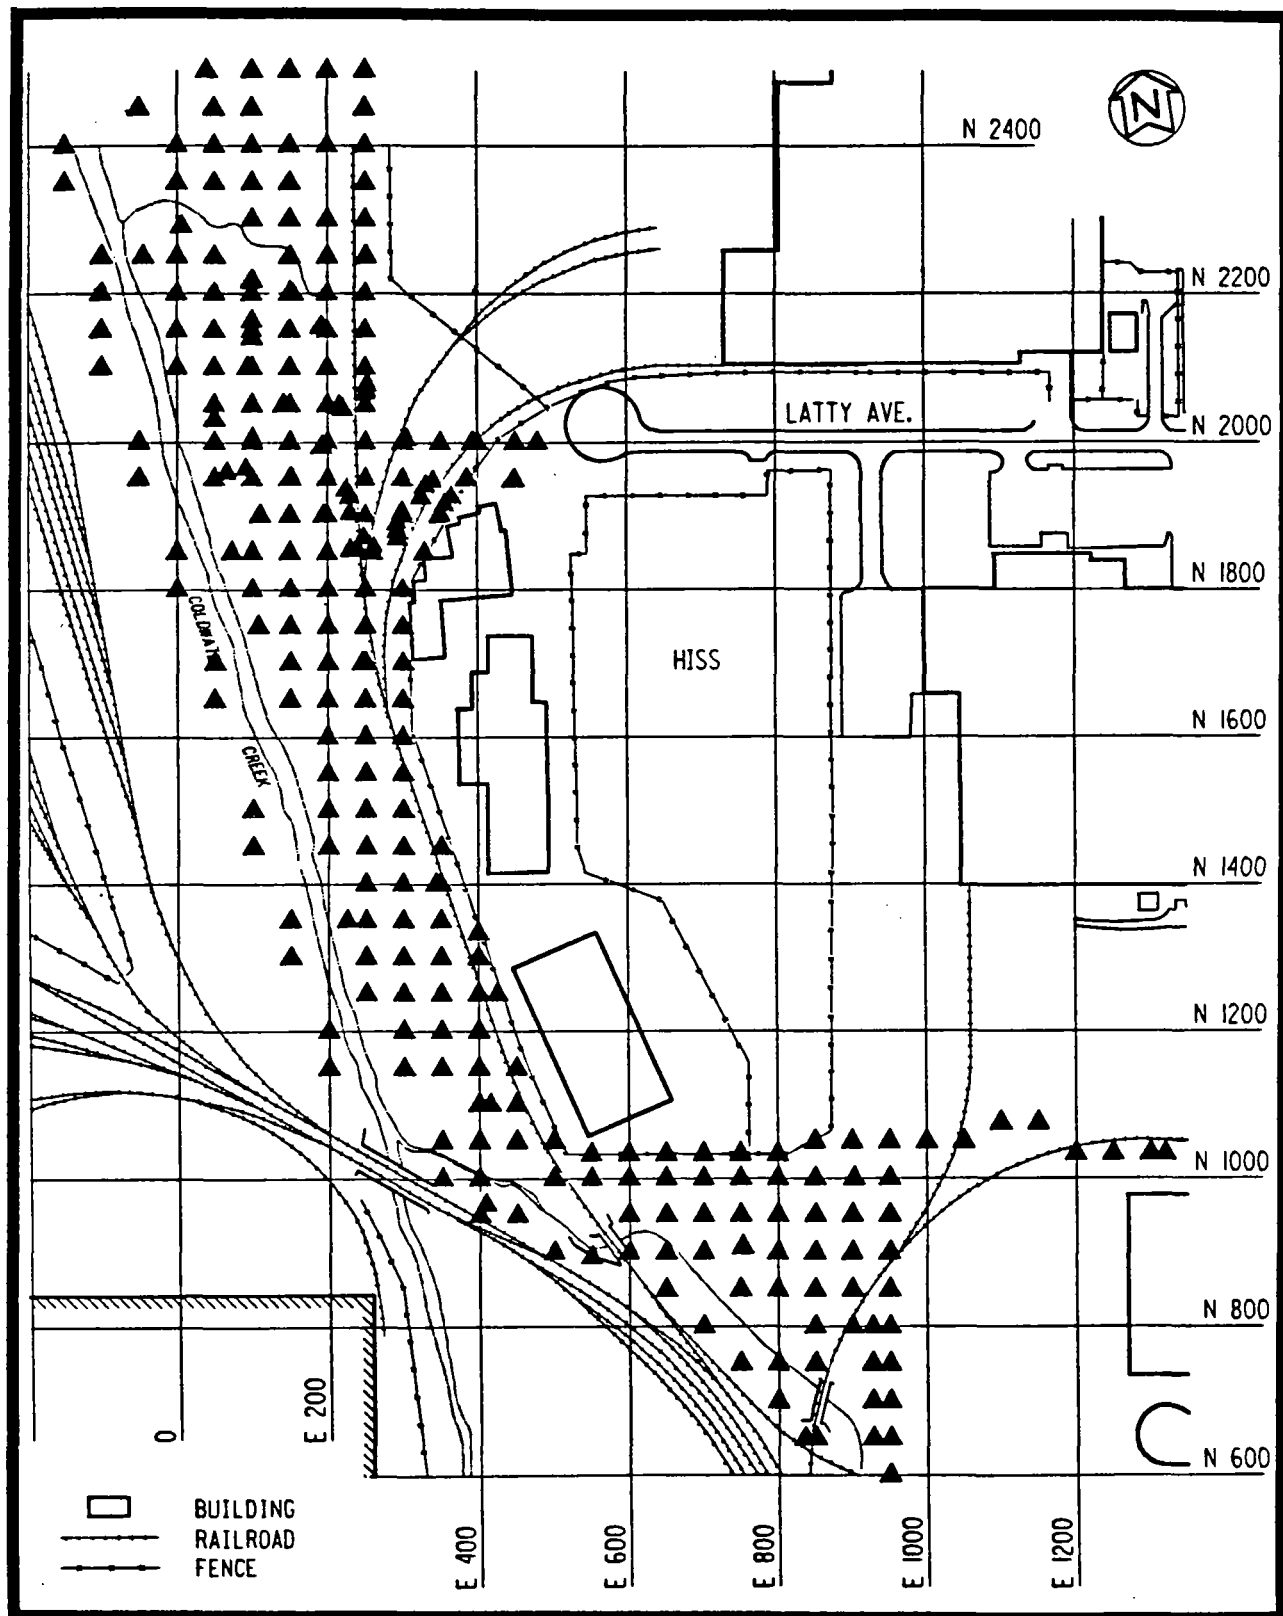 N
N 2400
N 2200
LATTY AVE.
N 2000
N 1800
COLDWATER
HISS
N 1600
CREEK
N 1400
N 1200
N 1000
N 800
0
E 200
N 600
E 400
E 600
E 800
E 1000
E 1200
BUILDING
RAILROAD
FENCE